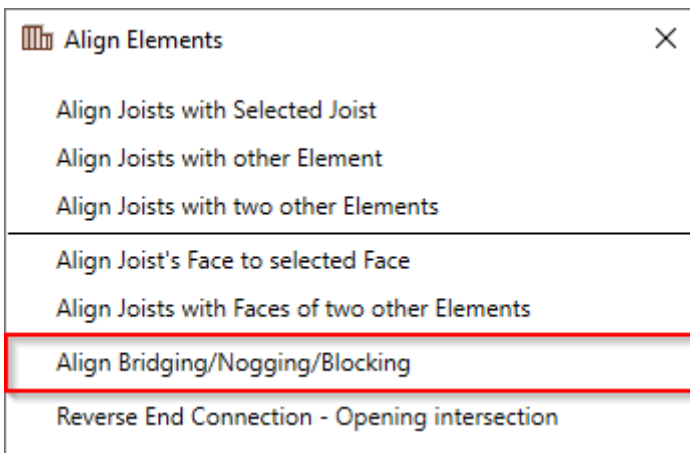 Align Elements
Align Joists with Selected Joist
Align Joists with other Element
Align Joists with two other Elements
Align Joist's Face to selected Face
Align Joists with Faces of two other Elements
Align Bridging/Nogging/Blocking
Reverse End Connection - Opening intersection